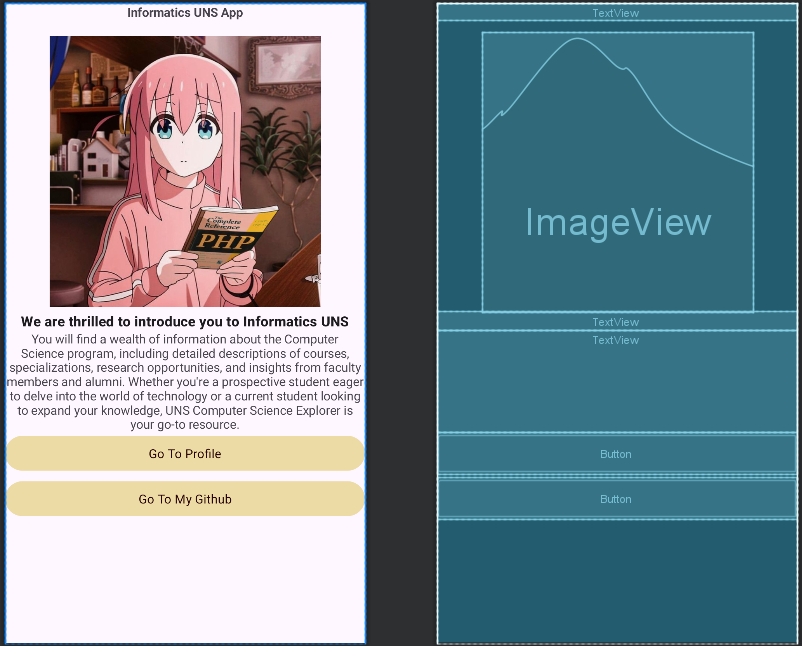 Informatics UNS App
The
Complete
Reference
PHP
We are thrilled to introduce you to Informatics UNS
You will find a wealth of information about the Computer
Science program, including detailed descriptions of courses,
specializations, research opportunities, and insights from faculty
members and alumni. Whether you're a prospective student eager
to delve into the world of technology or a current student looking
to expand your knowledge, UNS Computer Science Explorer is
your go-to resource.
Go To Profile
Go To My Github
TextView
ImageView
TextView
TextView
Button
Button